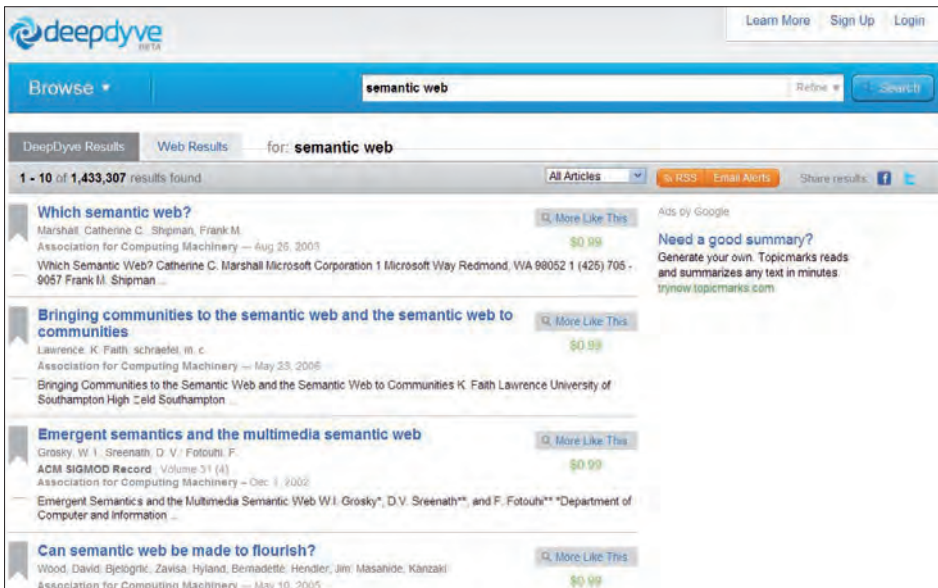 deepdyve
BETA
Learn More Sign Up Login
Browse
semantic web
Refine
Search
DeepDyve Results Web Results for: semantic web
1 - 10 of 1,433,307 results found
All Articles
RSS Email Alerts
Share results:
Which semantic web?
More Like This
Marshall, Catherine C. Shipman, Frank M.
$0.99
Association for Computing Machinery — Aug 26, 2003
Which Semantic Web? Catherine C. Marshall Microsoft Corporation 1 Microsoft Way Redmond, WA 98052 1 (425) 705 -
9057 Frank M. Shipman ...
Ads by Google
Need a good summary?
Generate your own. Topicmarks reads
and summarizes any text in minutes.
trynow.topicmarks.com
Bringing communities to the semantic web and the semantic web to
communities
More Like This
Lawrence, K. Faith, schraefel, m. c.
$0.99
Association for Computing Machinery — May 23, 2006
Bringing Communities to the Semantic Web and the Semantic Web to Communities K. Faith Lawrence University of
Southampton High eld Southampton ...
Emergent semantics and the multimedia semantic web
More Like This
Grosky, W. I., Sreenath, D. V., Fotouhi, F.
$0.99
ACM SIGMOD Record, Volume 31 (4)
Association for Computing Machinery – Dec 1, 2002
Emergent Semantics and the Multimedia Semantic Web W.I. Grosky*, D.V. Sreenath**, and F. Fotouhi** *Department of
Computer and Information ...
Can semantic web be made to flourish?
More Like This
Wood, David, Bjelogrlic, Zavisa, Hyland, Bernadette, Hendler, Jim, Masahide, Kanzaki
$0.99
Association for Computing Machinery — May 10, 2005